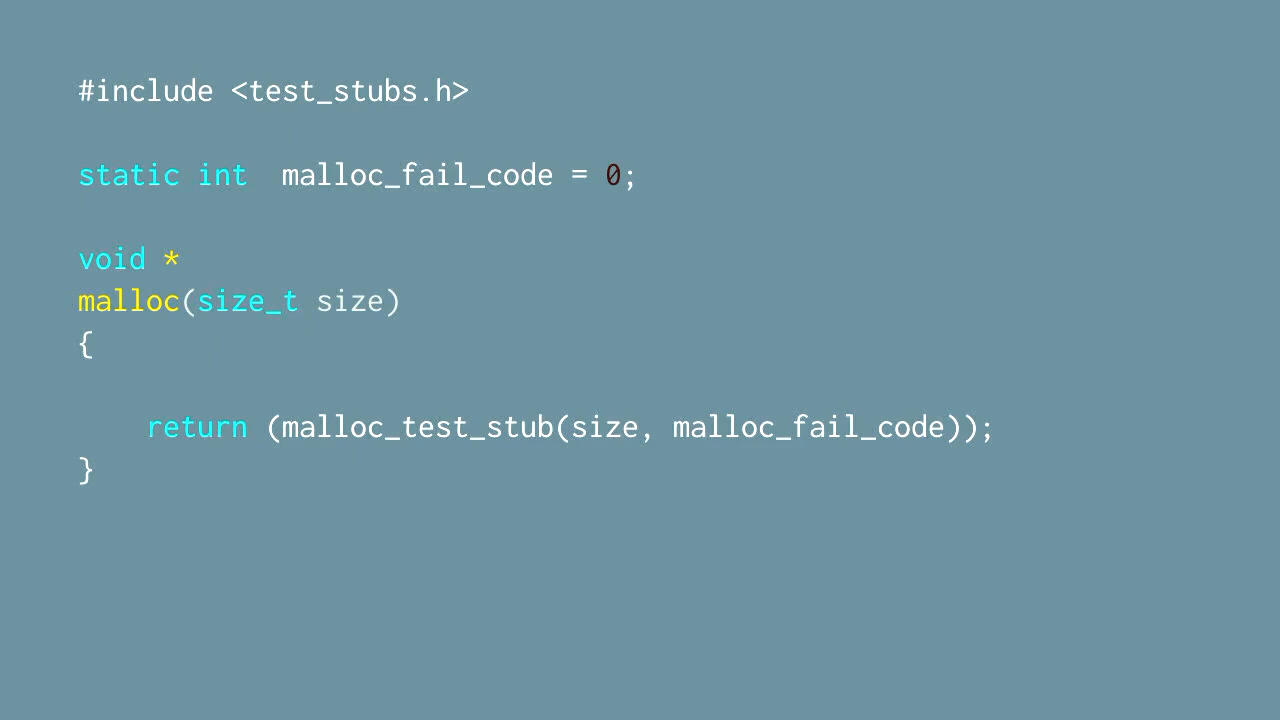 #include <test_stubs.h>
static int  malloc_fail_code = 0;
void *
malloc(size_t size)
{
    return (malloc_test_stub(size, malloc_fail_code));
}